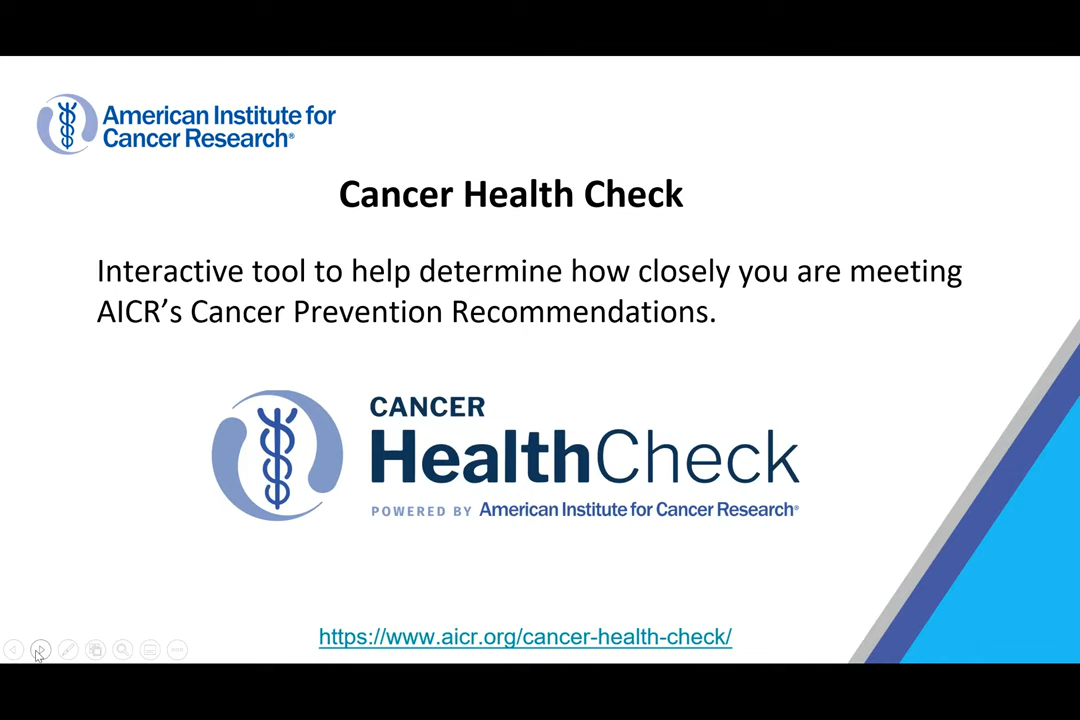 American Institute for
Cancer Research®
Cancer Health Check
Interactive tool to help determine how closely you are meeting
AICR’s Cancer Prevention Recommendations.
CANCER
HealthCheck
POWERED BY American Institute for Cancer Research®
https://www.aicr.org/cancer-health-check/